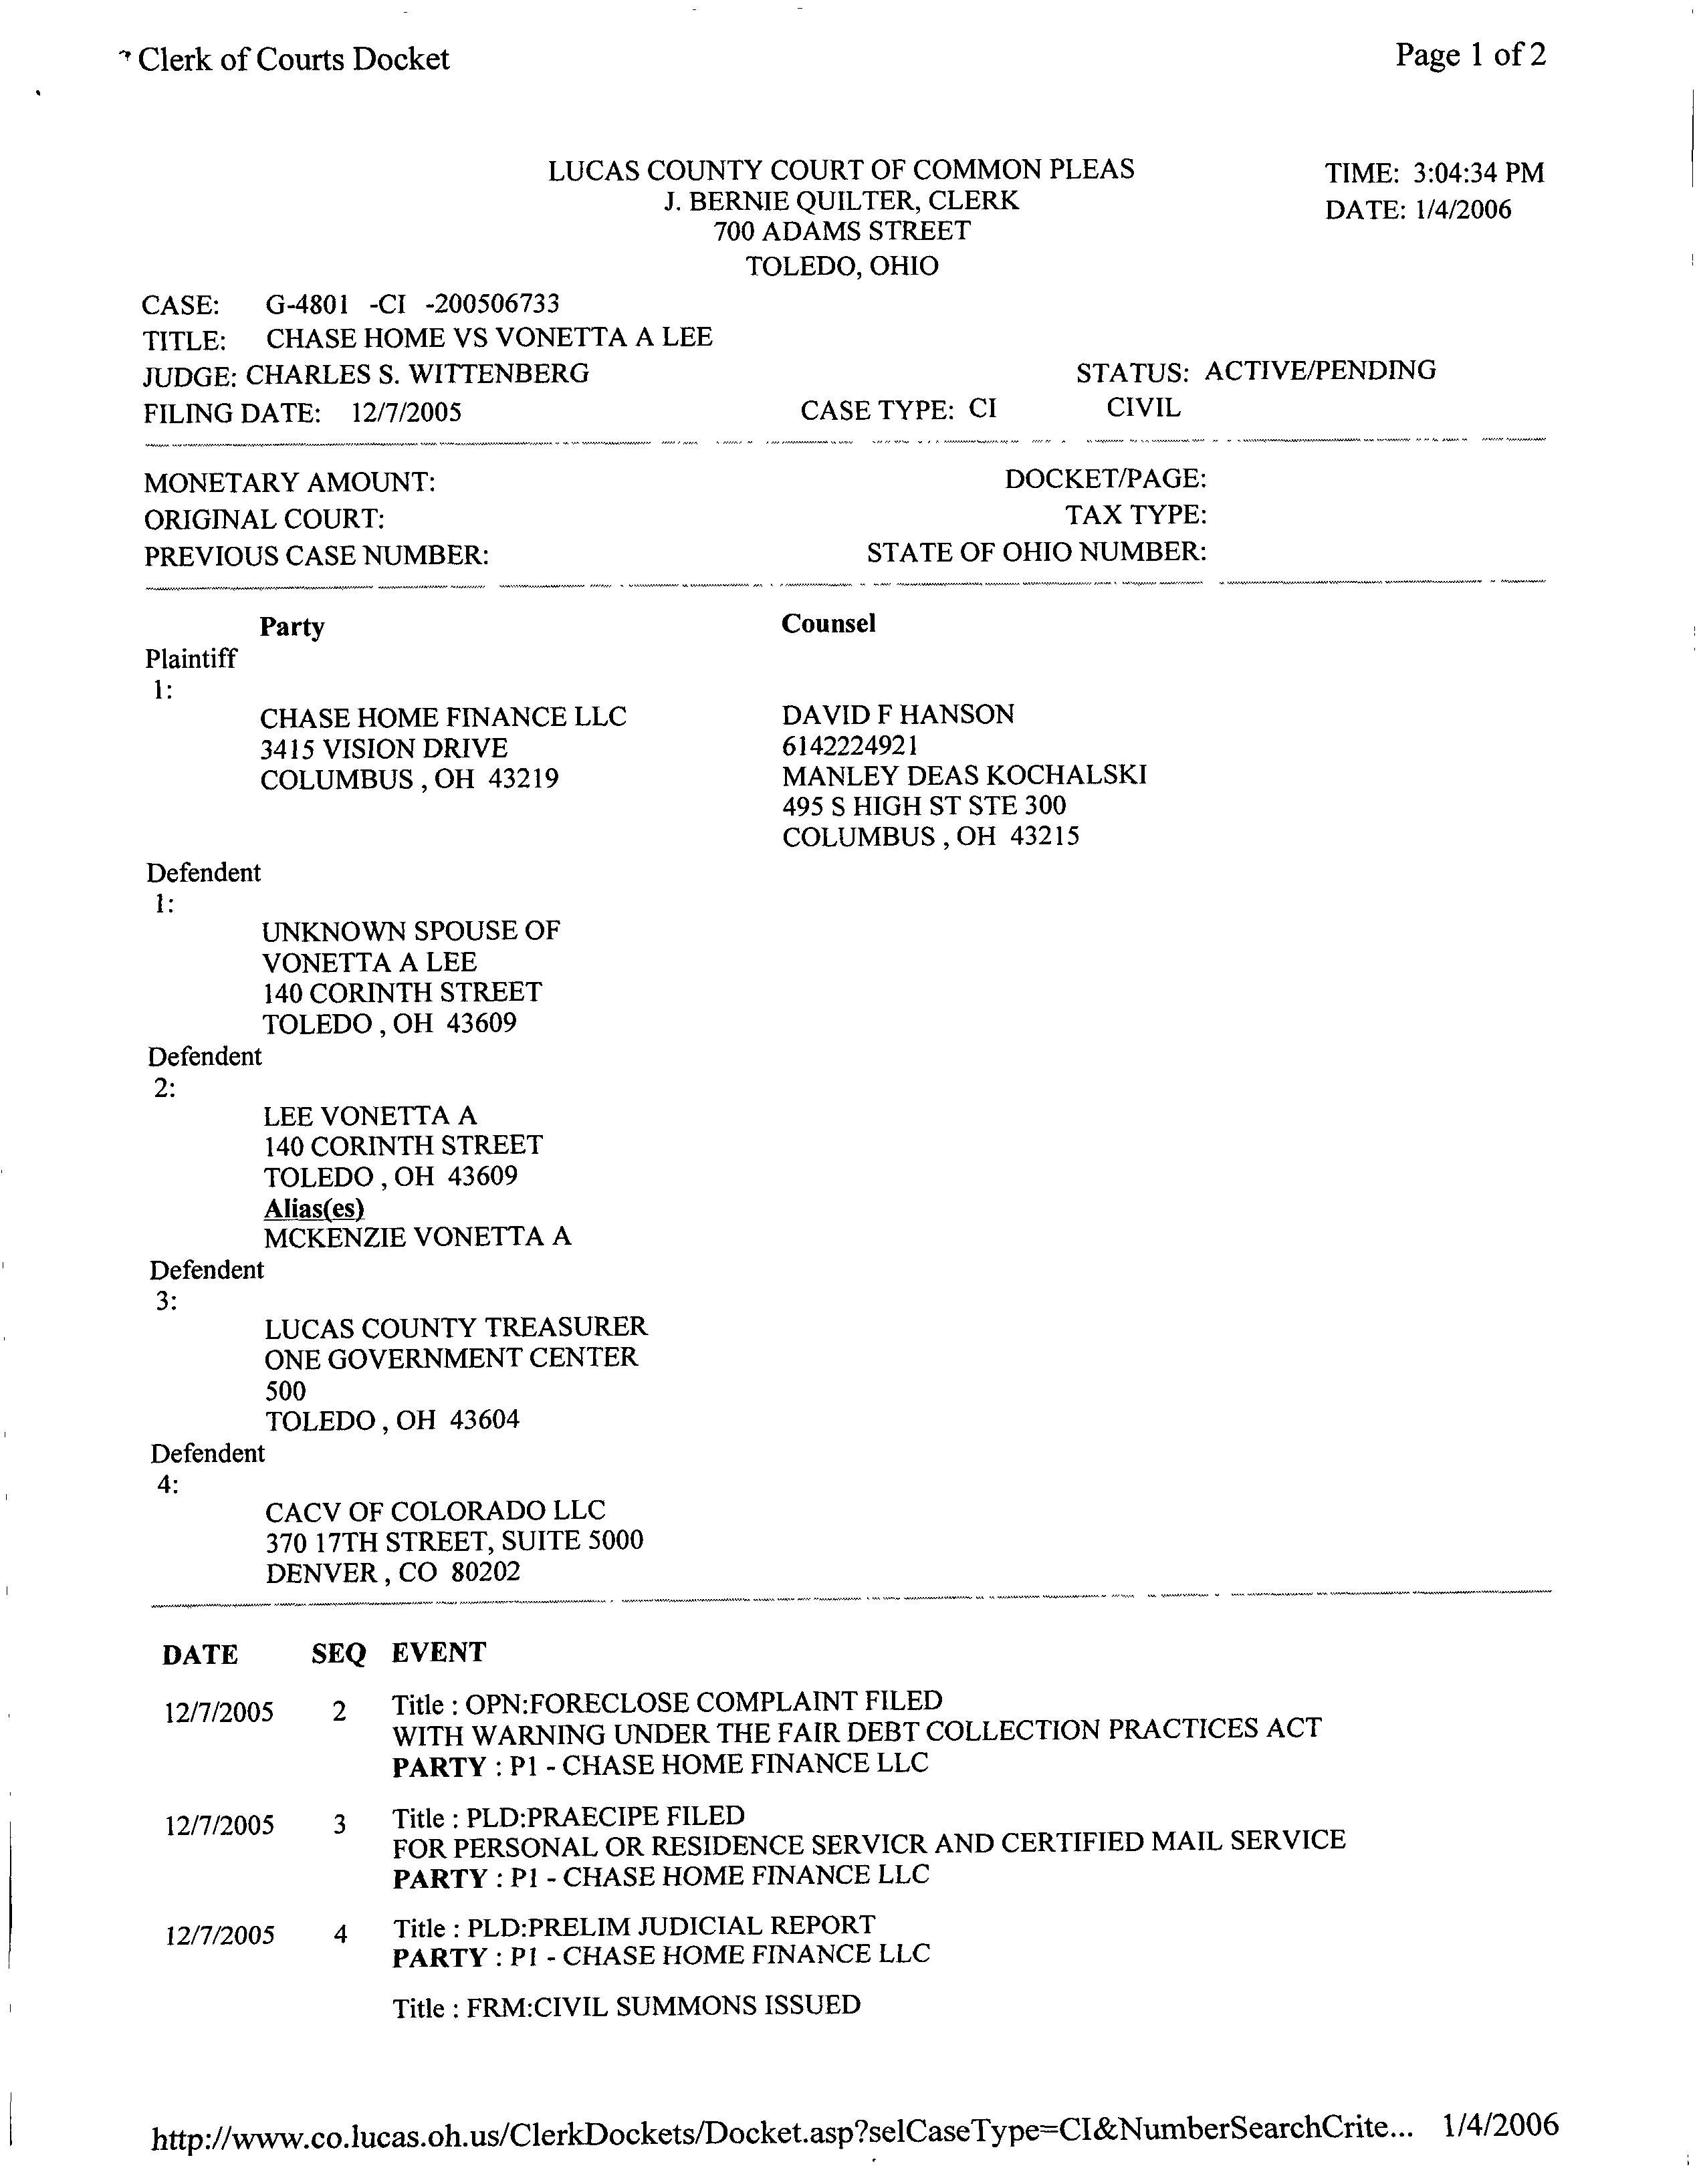 Clerk of Courts Docket Page 1 of 2
LUCAS COUNTY COURT OF COMMON PLEAS TIME: 3:04:34 PM
J. BERNIE QUILTER, CLERK DATE: 1/4/2006
700 ADAMS STREET
TOLEDO, OHIO
CASE: G-4801 -CI -200506733
TITLE: CHASE HOME VS VONETTA A LEE
JUDGE: CHARLES S. WITTENBERG STATUS: ACTIVE/PENDING
FILING DATE: 12/7/2005 CASE TYPE: CI CIVIL
MONETARY AMOUNT: DOCKET/PAGE:
ORIGINAL COURT: TAX TYPE:
PREVIOUS CASE NUMBER: STATE OF OHIO NUMBER:
Party Counsel
Plaintiff
1:
CHASE HOME FINANCE LLC DAVID F HANSON
3415 VISION DRIVE 6142224921
COLUMBUS , OH 43219 MANLEY DEAS KOCHALSKI
495 S HIGH ST STE 300
COLUMBUS , OH 43215
Defendent
1:
UNKNOWN SPOUSE OF
VONETTA A LEE
140 CORINTH STREET
TOLEDO , OH 43609
Defendent
2:
LEE VONETTA A
140 CORINTH STREET
TOLEDO , OH 43609
Alias(es)
MCKENZIE VONETTA A
Defendent
3:
LUCAS COUNTY TREASURER
ONE GOVERNMENT CENTER
500
TOLEDO , OH 43604
Defendent
4:
CACV OF COLORADO LLC
370 17TH STREET, SUITE 5000
DENVER , CO 80202
DATE SEQ EVENT
12/7/2005 2 Title : OPN:FORECLOSE COMPLAINT FILED
WITH WARNING UNDER THE FAIR DEBT COLLECTION PRACTICES ACT
PARTY : P1 - CHASE HOME FINANCE LLC
12/7/2005 3 Title : PLD:PRAECIPE FILED
FOR PERSONAL OR RESIDENCE SERVICR AND CERTIFIED MAIL SERVICE
PARTY : P1 - CHASE HOME FINANCE LLC
12/7/2005 4 Title : PLD:PRELIM JUDICIAL REPORT
PARTY : P1 - CHASE HOME FINANCE LLC
Title : FRM:CIVIL SUMMONS ISSUED
http://www.co.lucas.oh.us/ClerkDockets/Docket.asp?selCaseType=CI&NumberSearchCrite... 1/4/2006